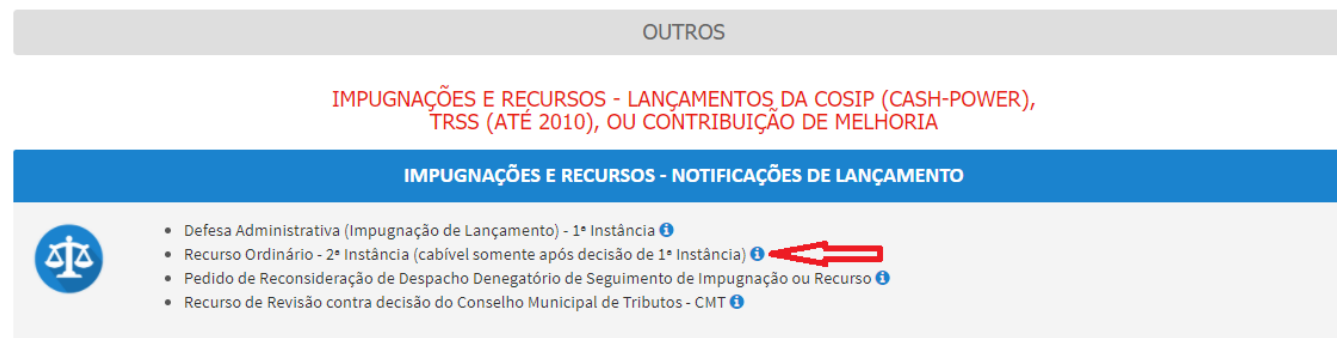 OUTROS
IMPUGNAÇÕES E RECURSOS - LANÇAMENTOS DA COSIP (CASH-POWER),
TRSS (ATÉ 2010), OU CONTRIBUIÇÃO DE MELHORIA
IMPUGNAÇÕES E RECURSOS - NOTIFICAÇÕES DE LANÇAMENTO
Defesa Administrativa (Impugnação de Lançamento) - 1ª Instância
Recurso Ordinário - 2ª Instância (cabível somente após decisão de 1ª Instância)
Pedido de Reconsideração de Despacho Denegatório de Seguimento de Impugnação ou Recurso
Recurso de Revisão contra decisão do Conselho Municipal de Tributos - CMT